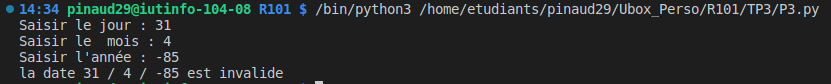 14:34 pinaud29@iutinfo-104-08 R101 $ /bin/python3 /home/etudiants/pinaud29/Ubox_Perso/R101/TP3/P3.py
Saisir le jour : 31
Saisir le  mois : 4
Saisir l'année : -85
la date 31 / 4 / -85 est invalide